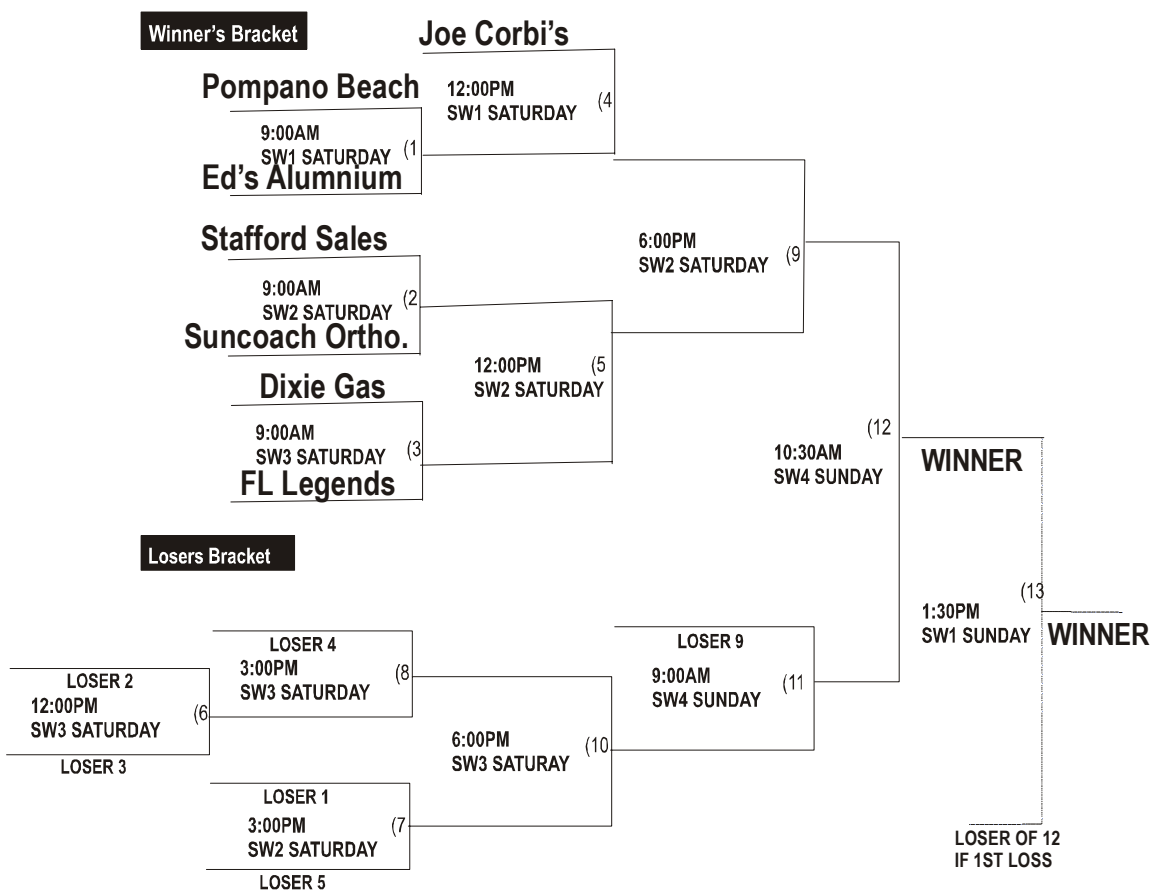 Winner's Bracket
Joe Corbi's
Pompano Beach
12:00PM
SW1 SATURDAY
(4
9:00AM
SW1 SATURDAY
(1
Ed's Alumnium
Stafford Sales
6:00PM
SW2 SATURDAY
(9
9:00AM
SW2 SATURDAY
(2
Suncoach Ortho.
12:00PM
SW2 SATURDAY
(5
Dixie Gas
9:00AM
SW3 SATURDAY
(3
FL Legends
(12
10:30AM
SW4 SUNDAY
WINNER
Losers Bracket
(13
1:30PM
SW1 SUNDAY
WINNER
LOSER 4
3:00PM
SW3 SATURDAY
(8
LOSER 9
9:00AM
SW4 SUNDAY
(11
LOSER 2
12:00PM
SW3 SATURDAY
(6
LOSER 3
6:00PM
SW3 SATURAY
(10
LOSER 1
3:00PM
SW2 SATURDAY
(7
LOSER 5
LOSER OF 12
IF 1ST LOSS